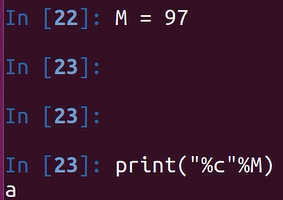 In [22]: M = 97
In [23]:
In [23]:
In [23]: print("%c"%M)
a